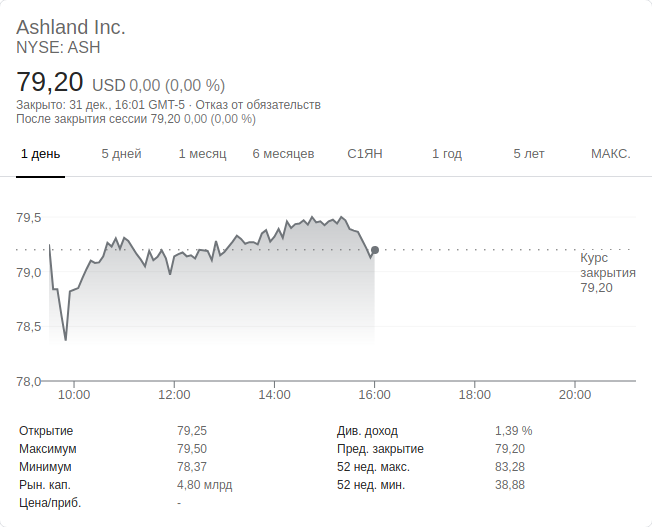 Ashland Inc.
NYSE: ASH
79,20 USD 0,00 (0,00 %)
Закрыто: 31 дек., 16:01 GMT-5 · Отказ от обязательств
После закрытия сессии 79,20 0,00 (0,00 %)
1 день 5 дней 1 месяц 6 месяцев С1ЯН 1 год 5 лет МАКС.
79,5
79,0
78,5
78,0
Курс
закрытия
79,20
10:00 12:00 14:00 16:00 18:00 20:00
Открытие 79,25 Див. доход 1,39 %
Максимум 79,50 Пред. закрытие 79,20
Минимум 78,37 52 нед. макс. 83,28
Рын. кап. 4,80 млрд 52 нед. мин. 38,88
Цена/приб. -